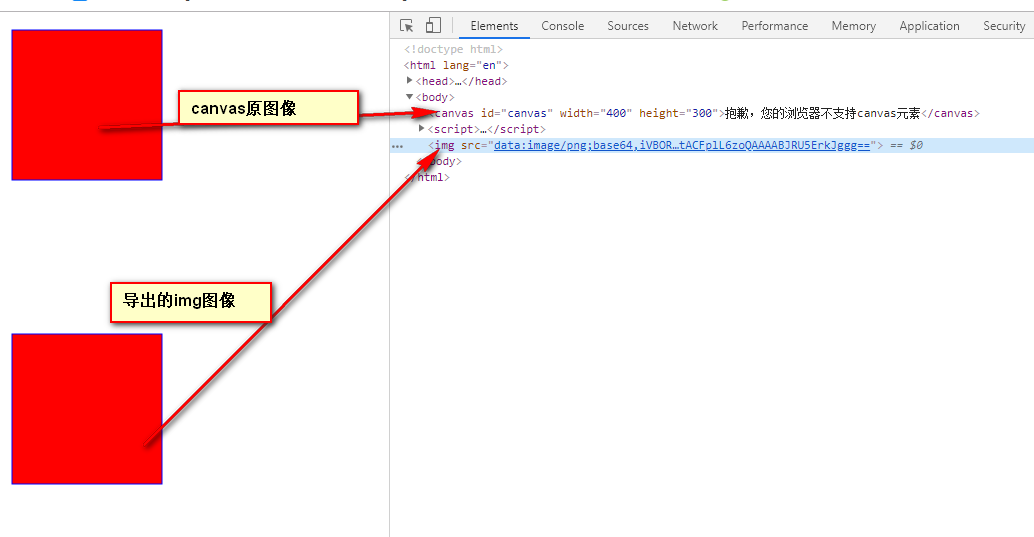 Elements Console Sources Network Performance Memory Application Security
<!doctype html>
<html lang="en">
<head>…</head>
<body>
canvas原图像
<canvas id="canvas" width="400" height="300">抱歉，您的浏览器不支持canvas元素</canvas>
<script>…</script>
<img src="data:image/png;base64,iVBOR…tACFplL6zoQAAAABJRU5ErkJggg=="> == $0
body>
</html>
导出的img图像